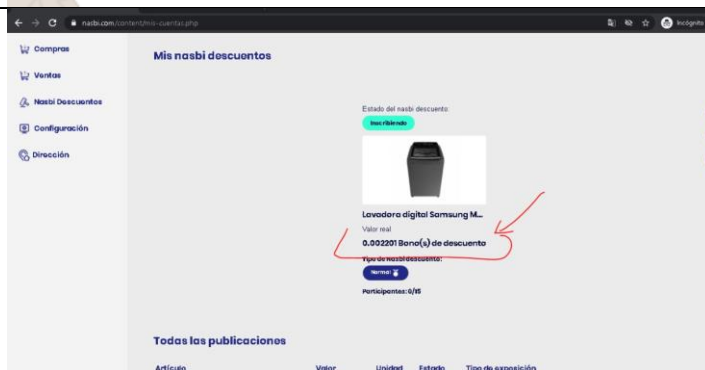 nasbi.com/content/mis-cuentas.php
Incógnito
Compras
Ventas
Nasbi Descuentos
Configuración
Dirección
Mis nasbi descuentos
Estado del nasbi descuento:
Inscribiendo
Lavadora digital Samsung M...
Valor real
0.002201 Bono(s) de descuento
Tipo de nasbi descuento:
Normal
Participantes: 0/15
Todas las publicaciones
Artículo Valor Unidad Estado Tipo de exposición